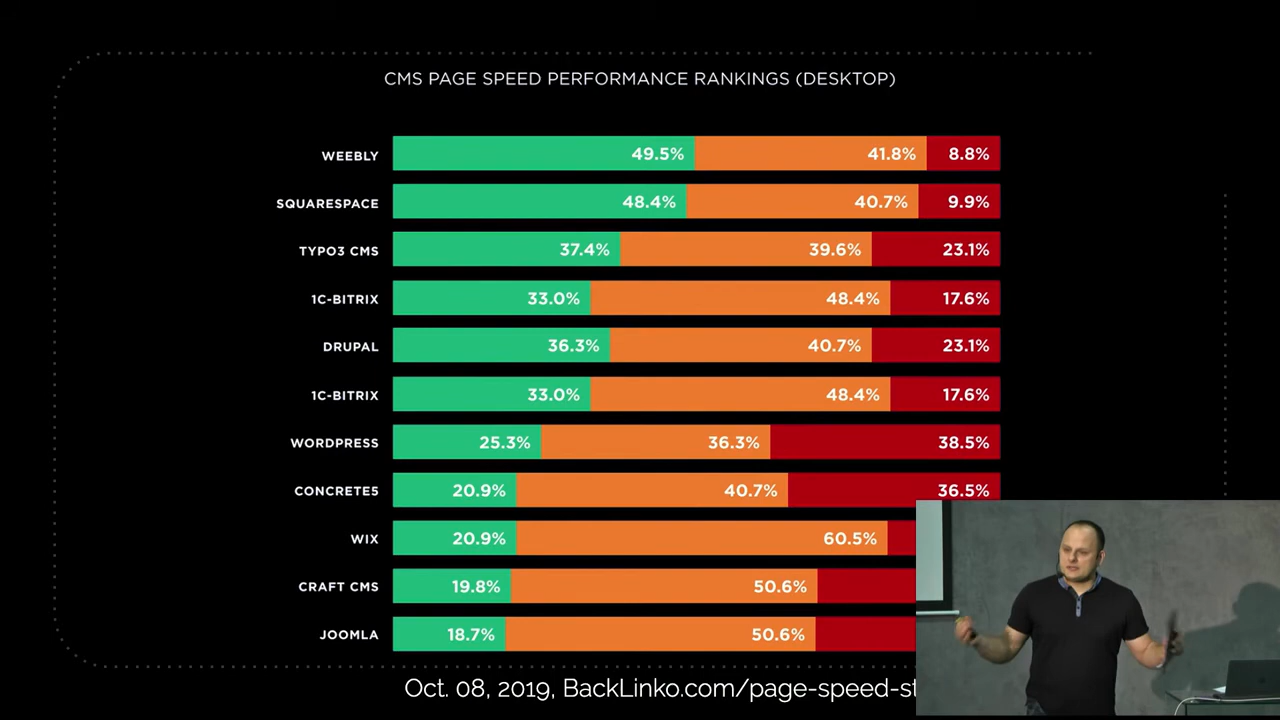 CMS PAGE SPEED PERFORMANCE RANKINGS (DESKTOP)
WEEBLY 49.5% 41.8% 8.8%
SQUARESPACE 48.4% 40.7% 9.9%
TYPO3 CMS 37.4% 39.6% 23.1%
1C-BITRIX 33.0% 48.4% 17.6%
DRUPAL 36.3% 40.7% 23.1%
1C-BITRIX 33.0% 48.4% 17.6%
WORDPRESS 25.3% 36.3% 38.5%
CONCRETE5 20.9% 40.7% 36.5%
WIX 20.9% 60.5%
CRAFT CMS 19.8% 50.6%
JOOMLA 18.7% 50.6%
Oct. 08, 2019, BackLinko.com/page-speed-st